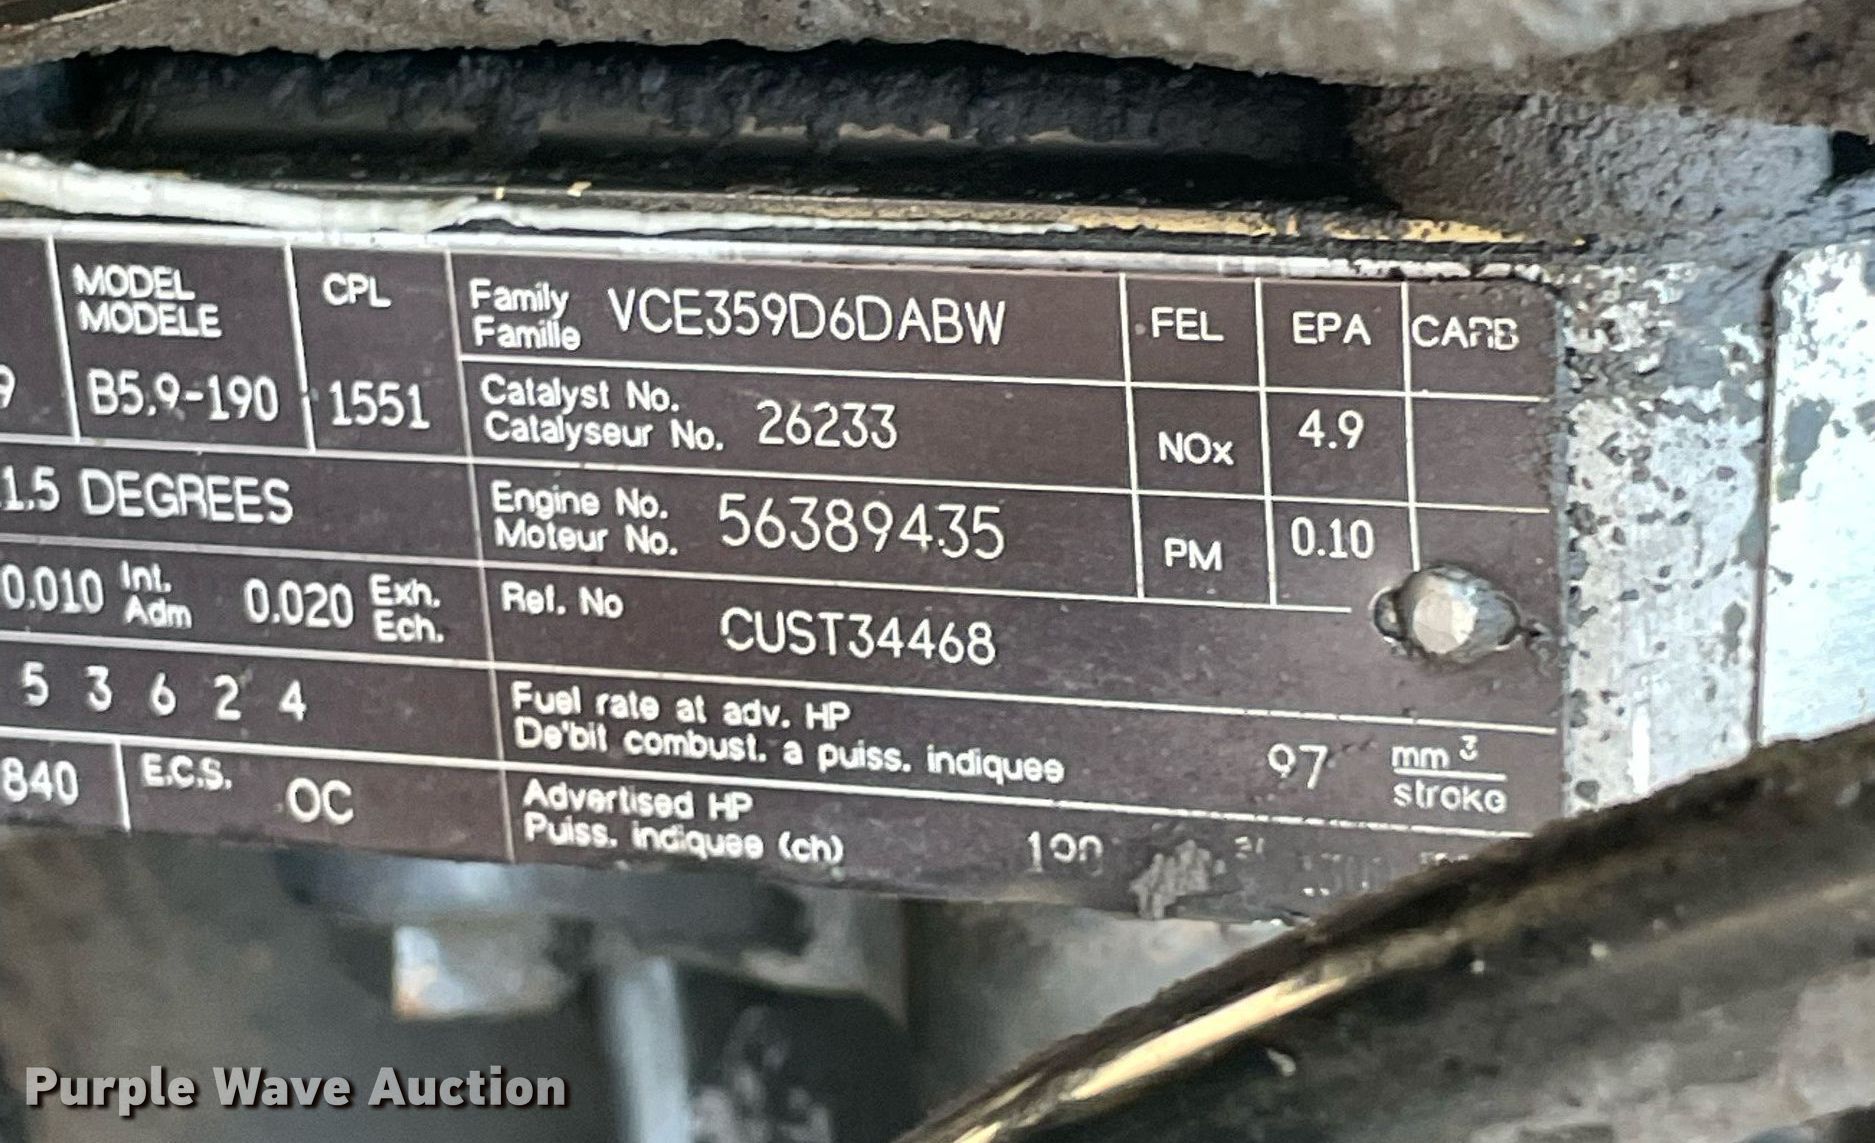 MODEL
MODELE
CPL
Family
Famille
VCE359D6DABW
FEL
EPA
CARB
9
B5.9-190
1551
Catalyst No.
Catalyseur No.
26233
NOx
4.9
1.5 DEGREES
Engine No.
Moteur No.
56389435
PM
0.10
0.010 Int.
Adm
0.020 Exh.
Ech.
Ref. No
CUST34468
5 3 6 2 4
Fuel rate at adv. HP
De'bit combust. a puiss. indiquee
97
mm3
stroke
840
E.C.S.
OC
Advertised HP
Puiss. indiquee (ch)
190
Purple Wave Auction